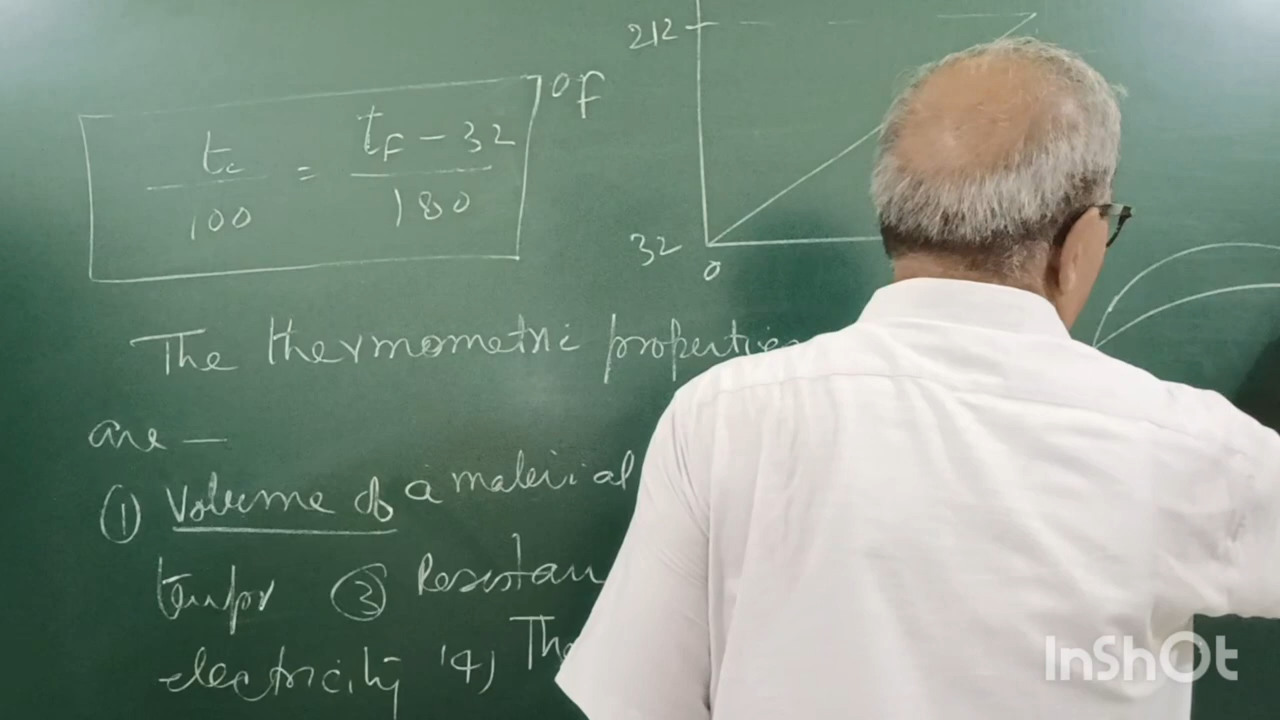 t_c / 100 = (t_F - 32) / 180
°F
212
32
0
The thermometric properties
are —
(1) Volume of a material
tempr (3) Resistan
electricity (4) The
InShOt